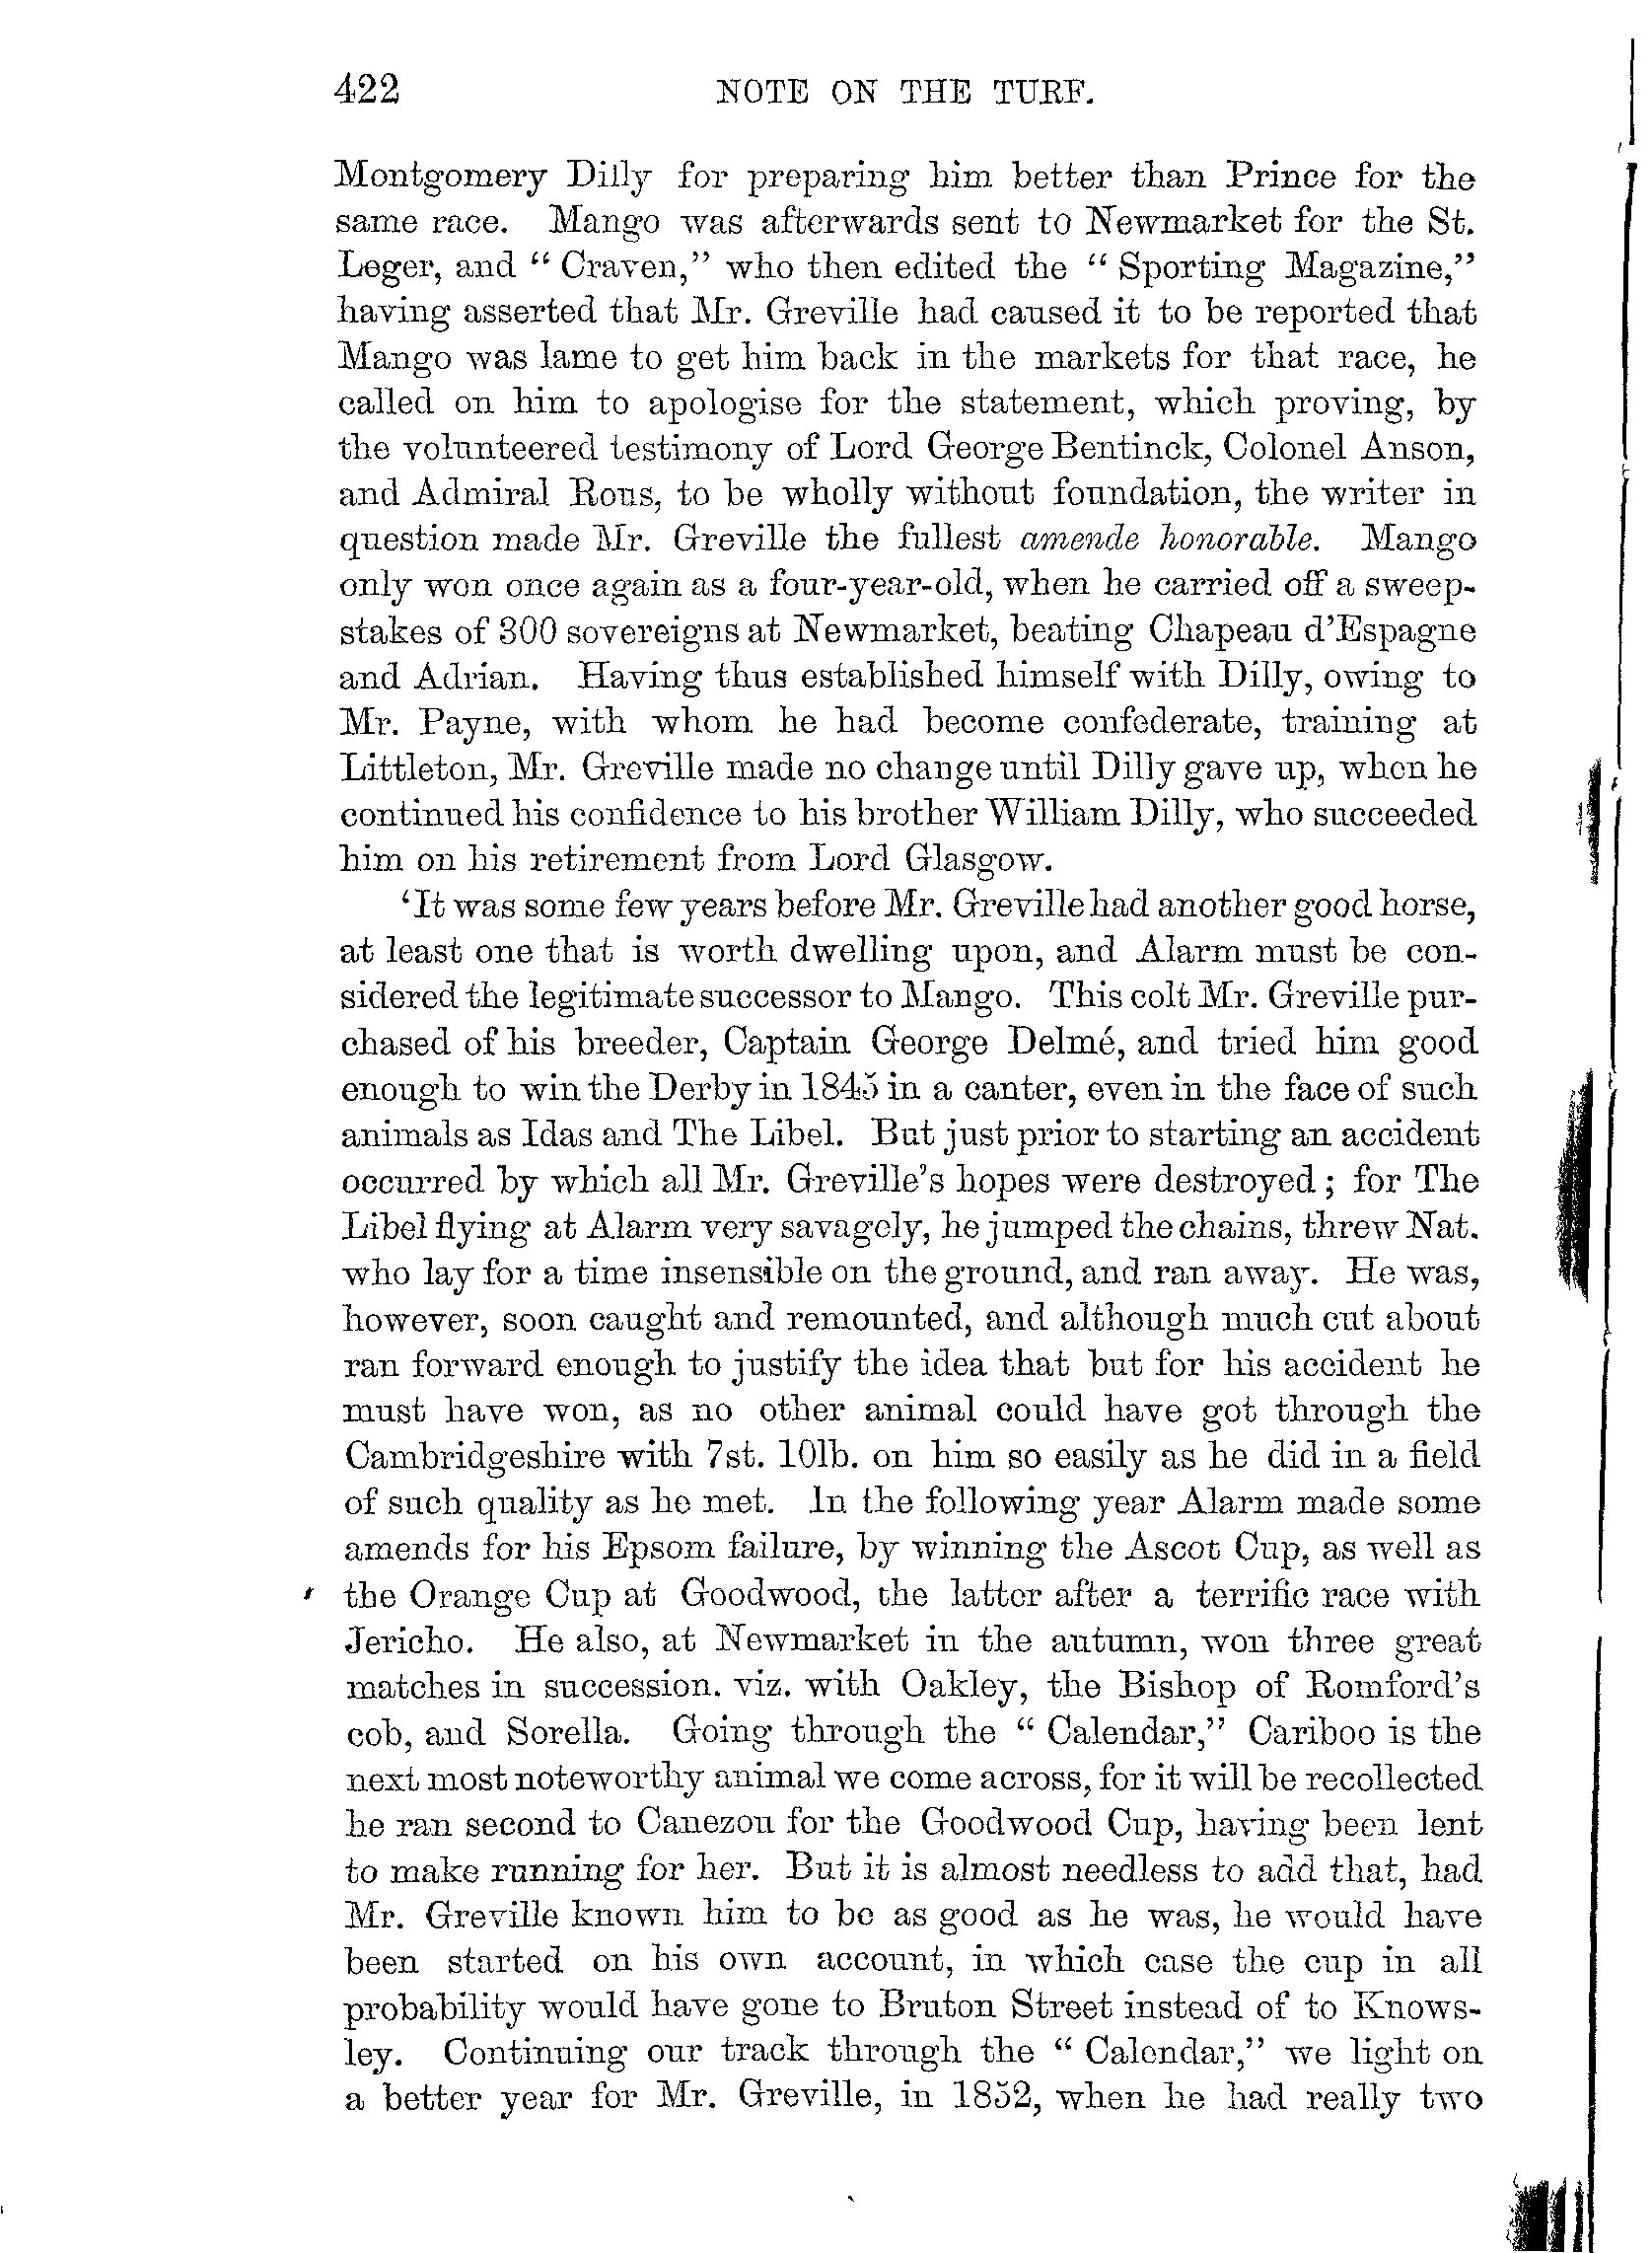 422 NOTE ON THE TURF.
Montgomery Dilly for preparing him better than Prince for the
same race. Mango was afterwards sent to Newmarket for the St.
Leger, and “ Craven,” who then edited the “ Sporting Magazine,”
having asserted that Mr. Greville had caused it to be reported that
Mango was lame to get him back in the markets for that race, he
called on him to apologise for the statement, which proving, by
the volunteered testimony of Lord George Bentinck, Colonel Anson,
and Admiral Rous, to be wholly without foundation, the writer in
question made Mr. Greville the fullest amende honorable. Mango
only won once again as a four-year-old, when he carried off a sweep-
stakes of 300 sovereigns at Newmarket, beating Chapeau d’Espagne
and Adrian. Having thus established himself with Dilly, owing to
Mr. Payne, with whom he had become confederate, training at
Littleton, Mr. Greville made no change until Dilly gave up, when he
continued his confidence to his brother William Dilly, who succeeded
him on his retirement from Lord Glasgow.
‘It was some few years before Mr. Greville had another good horse,
at least one that is worth dwelling upon, and Alarm must be con-
sidered the legitimate successor to Mango. This colt Mr. Greville pur-
chased of his breeder, Captain George Delmé, and tried him good
enough to win the Derby in 1845 in a canter, even in the face of such
animals as Idas and The Libel. But just prior to starting an accident
occurred by which all Mr. Greville’s hopes were destroyed; for The
Libel flying at Alarm very savagely, he jumped the chains, threw Nat.
who lay for a time insensible on the ground, and ran away. He was,
however, soon caught and remounted, and although much cut about
ran forward enough to justify the idea that but for his accident he
must have won, as no other animal could have got through the
Cambridgeshire with 7st. 10lb. on him so easily as he did in a field
of such quality as he met. In the following year Alarm made some
amends for his Epsom failure, by winning the Ascot Cup, as well as
the Orange Cup at Goodwood, the latter after a terrific race with
Jericho. He also, at Newmarket in the autumn, won three great
matches in succession. viz. with Oakley, the Bishop of Romford’s
cob, and Sorella. Going through the “ Calendar,” Cariboo is the
next most noteworthy animal we come across, for it will be recollected
he ran second to Canezou for the Goodwood Cup, having been lent
to make running for her. But it is almost needless to add that, had
Mr. Greville known him to be as good as he was, he would have
been started on his own account, in which case the cup in all
probability would have gone to Bruton Street instead of to Knows-
ley. Continuing our track through the “ Calendar,” we light on
a better year for Mr. Greville, in 1852, when he had really two